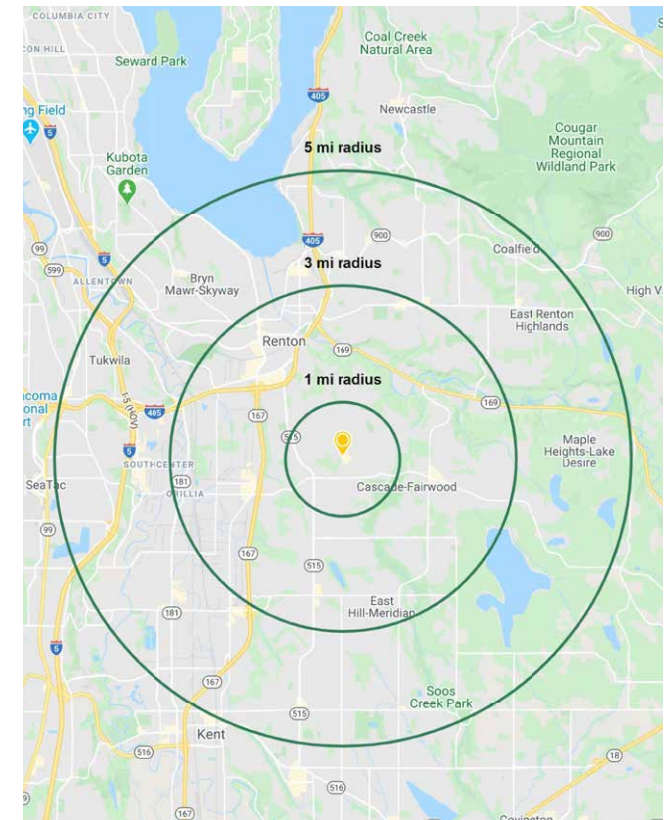 COLUMBIA CITY
CON HILL
Seward Park
Coal Creek
Natural Area
405
Newcastle
ng Field
5
Kubota
Garden
Cougar
Mountain
Regional
Wildland Park
5 mi radius
99
599
5
405
900
900
Coalfield
3 mi radius
ALLENTOWN
Bryn
Mawr-Skyway
High V
East Renton
Highlands
Renton
169
Tukwila
1 mi radius
acoma
onal
rt
I-5 (HOV)
405
167
169
515
5
SOUTHCENTER
Maple
Heights-Lake
Desire
SeaTac
181
ORILLIA
Cascade-Fairwood
99
167
515
181
East
Hill-Meridian
5
167
Soos
Creek Park
515
Kent
516
18
516
167
Covington